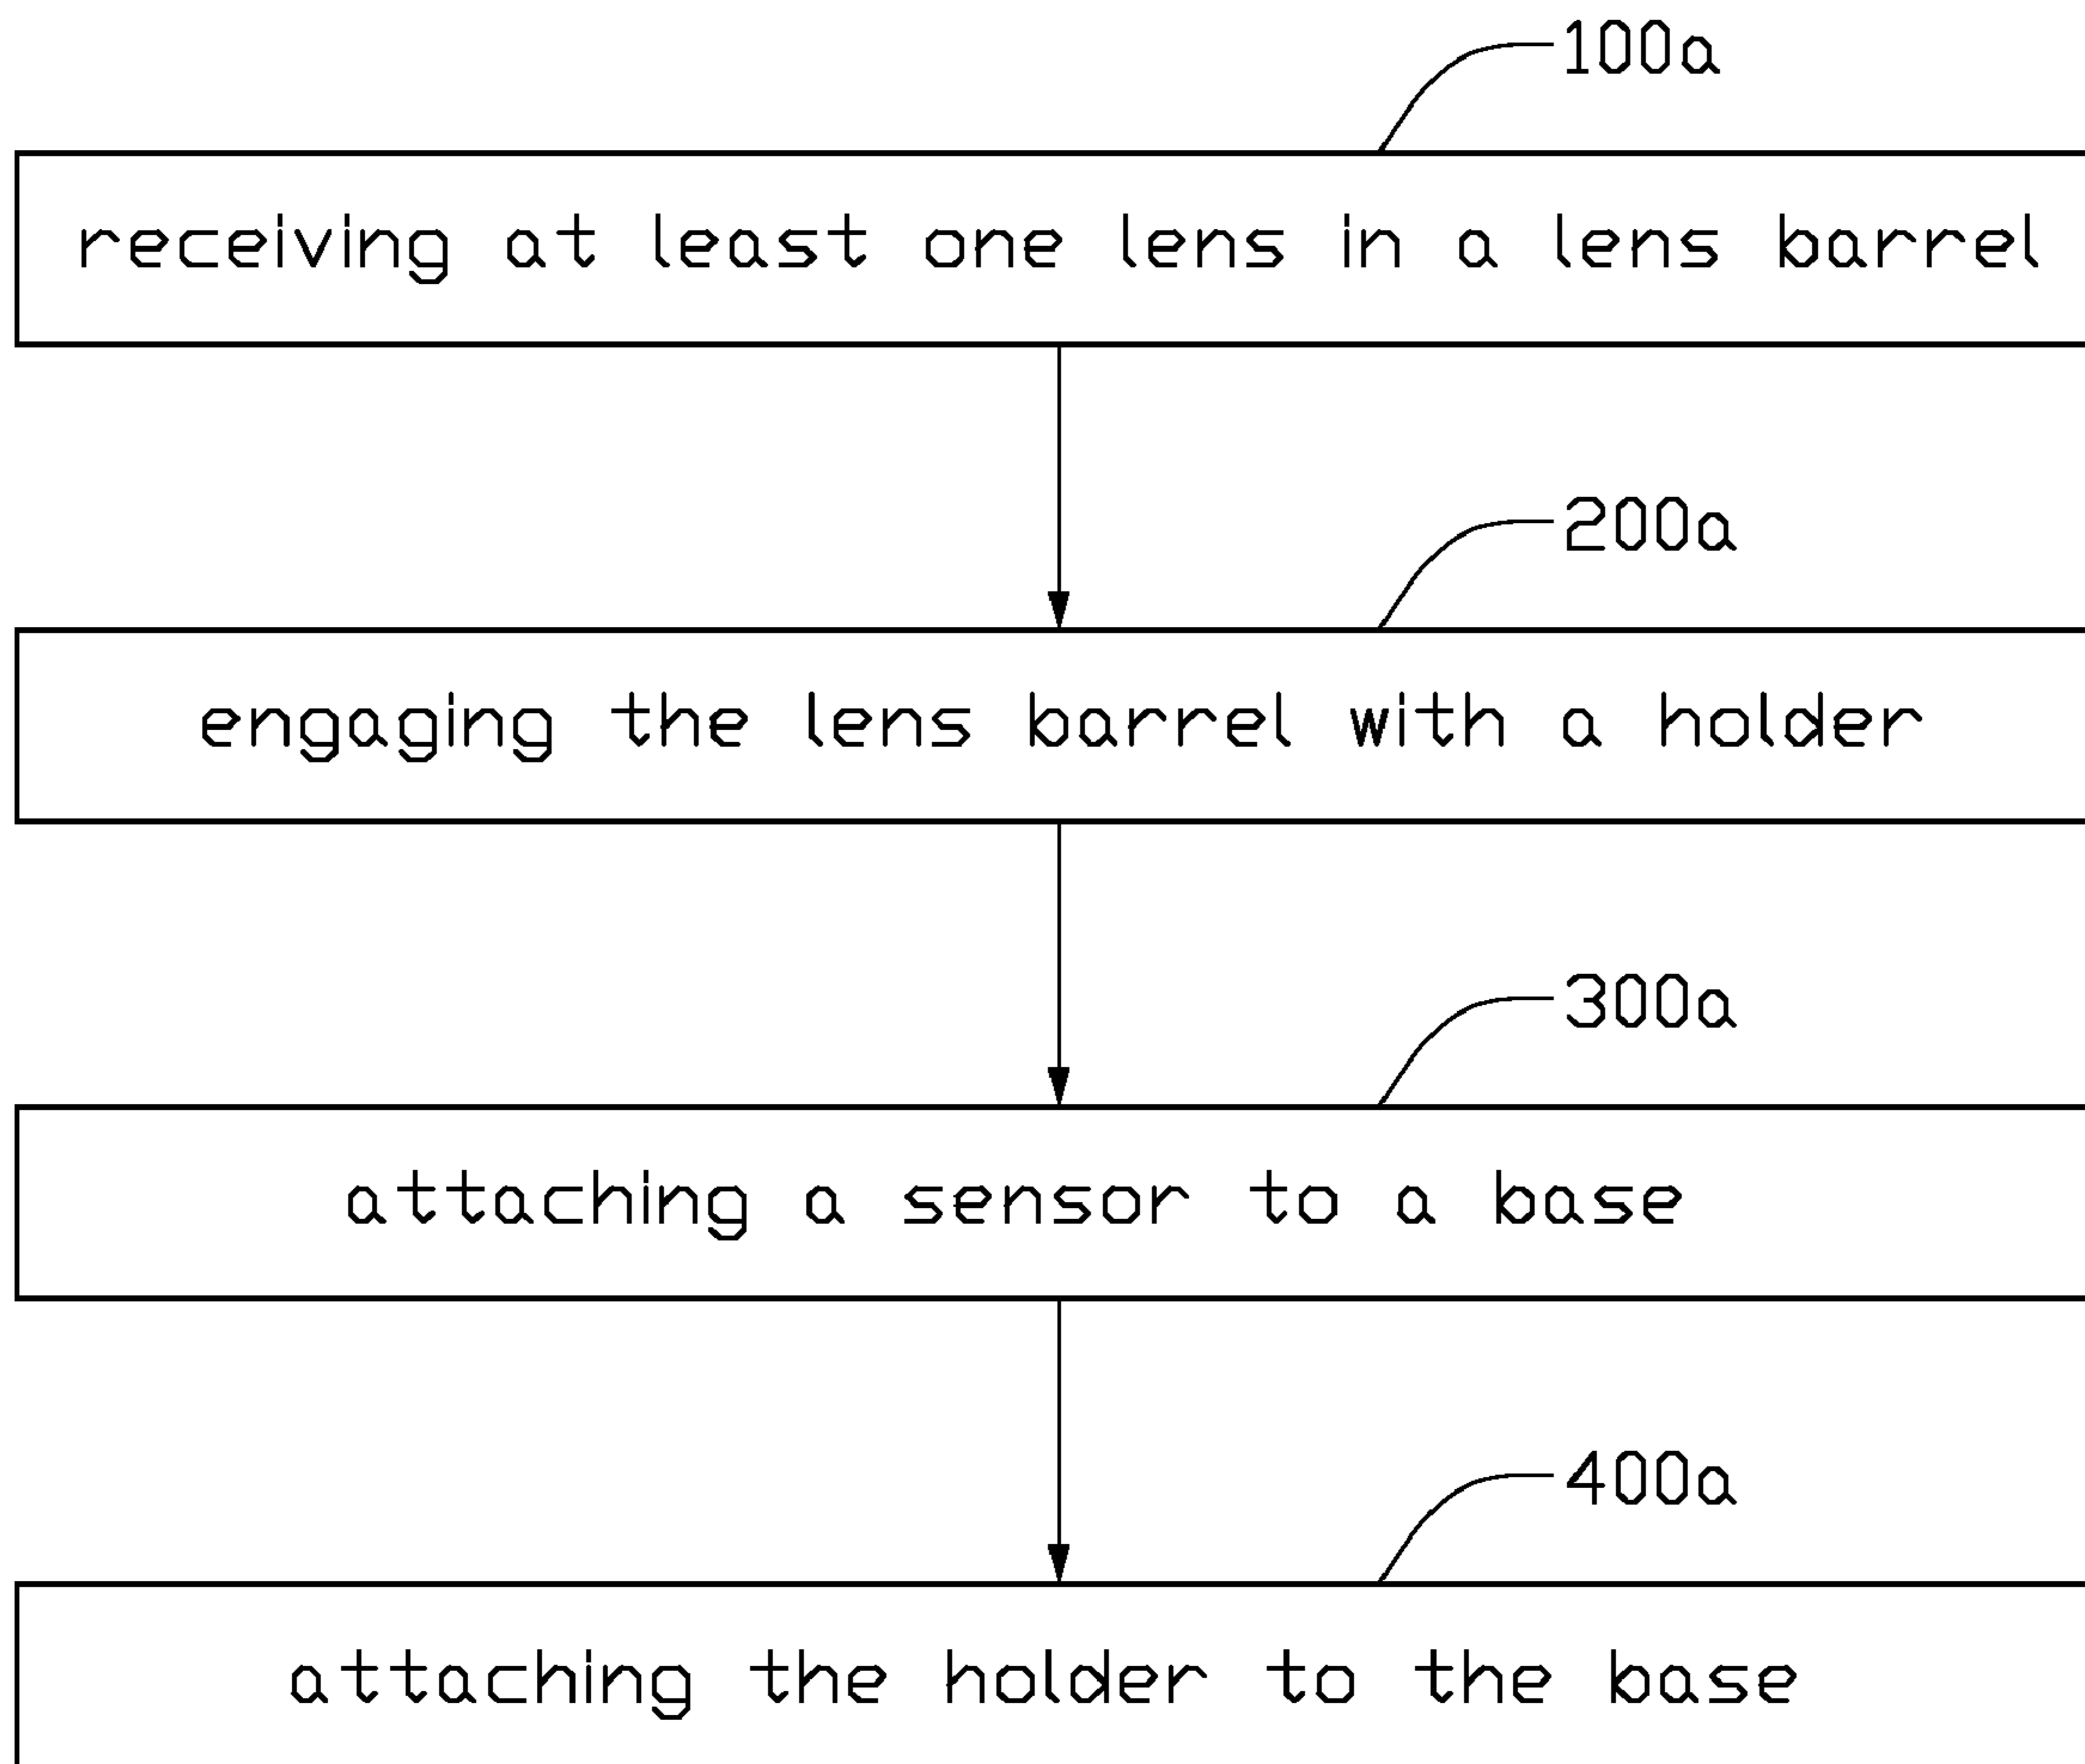 100a
receiving at least one lens in a lens barrel
200a
engaging the lens barrel with a holder
300a
attaching a sensor to a base
400a
attaching the holder to the base